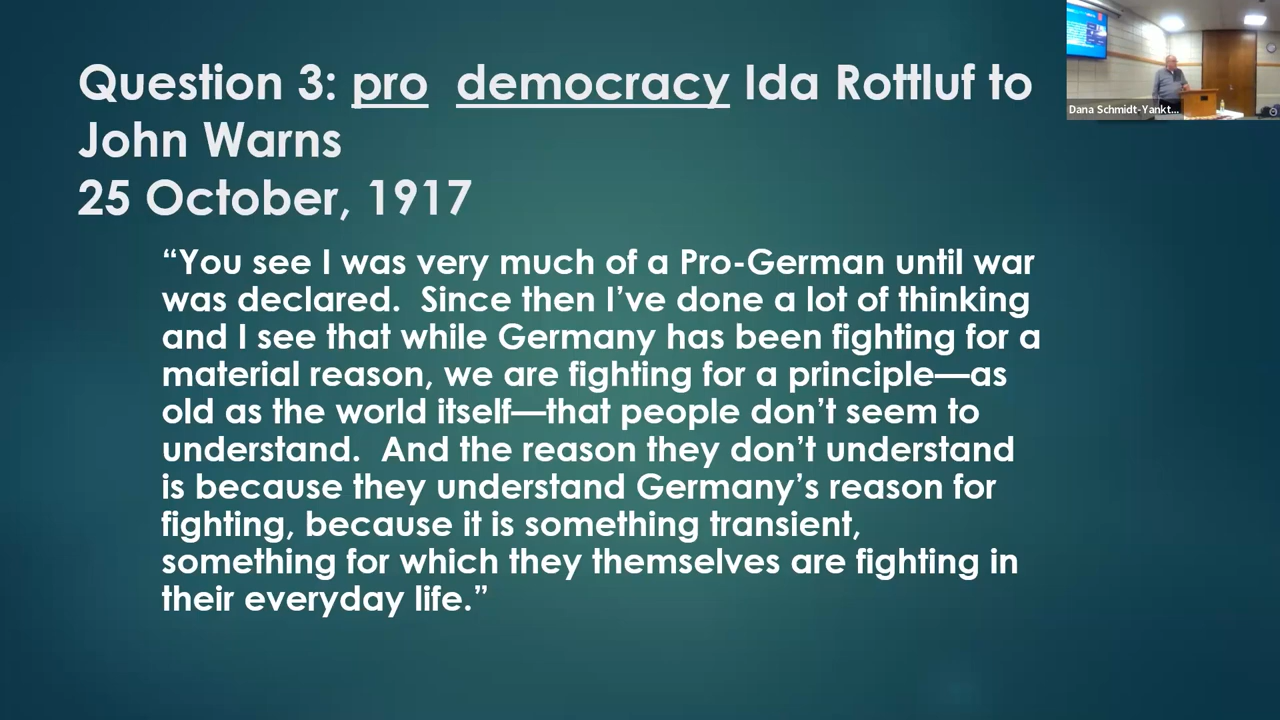 Question 3: pro democracy Ida Rottluf to
John Warns
25 October, 1917
“You see I was very much of a Pro-German until war
was declared.  Since then I’ve done a lot of thinking
and I see that while Germany has been fighting for a
material reason, we are fighting for a principle—as
old as the world itself—that people don’t seem to
understand.  And the reason they don’t understand
is because they understand Germany’s reason for
fighting, because it is something transient,
something for which they themselves are fighting in
their everyday life.”
Dana Schmidt-Yankt...